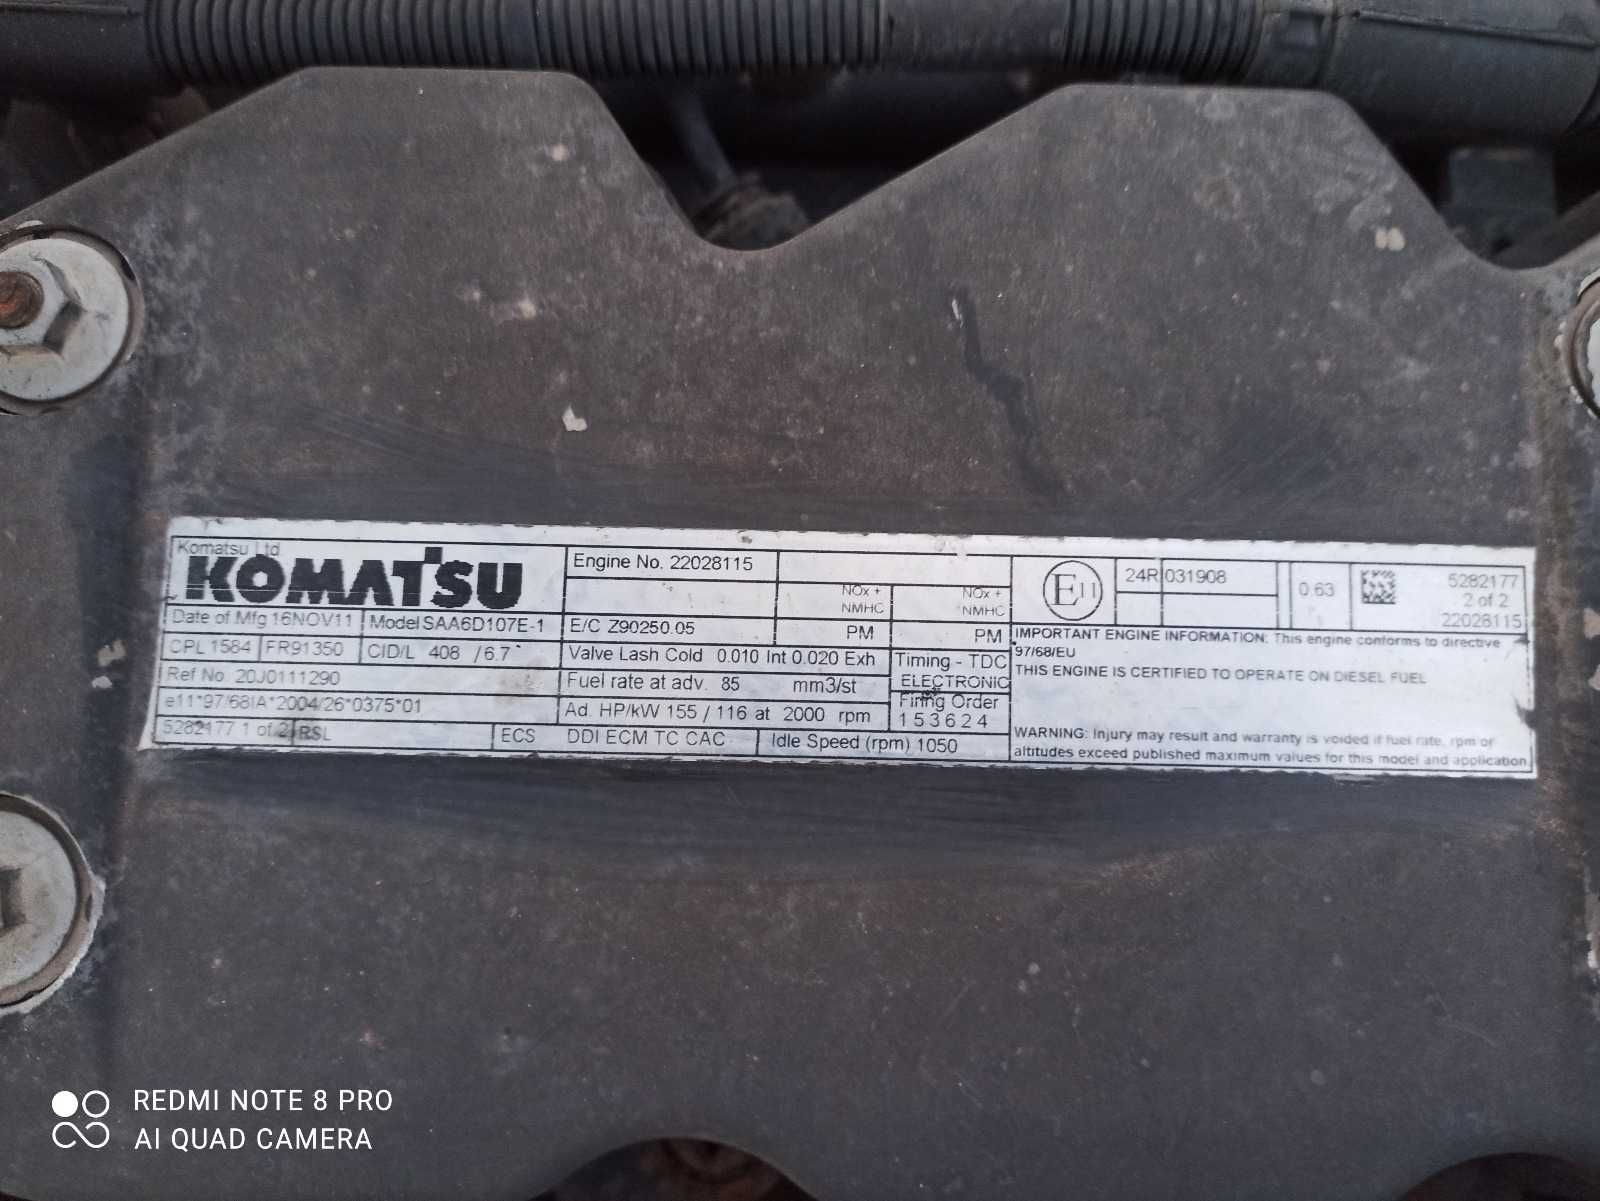 Komatsu Ltd
KOMATSU
Date of Mfg 16NOV11
Model SAA6D107E-1
CPL 1584
FR91350
CID/L 408 / 6.7
Ref No. 20J0111290
e11*97/68IA*2004/26*0375*01
5282177 1 of 2
RSL
ECS
DDI ECM TC CAC
Engine No. 22028115
NOx +
NMHC
NOx +
NMHC
E/C Z90250.05
PM
PM
Valve Lash Cold 0.010 Int 0.020 Exh
Timing - TDC
ELECTRONIC
Fuel rate at adv. 85 mm3/st
Firing Order
1 5 3 6 2 4
Ad. HP/kW 155 / 116 at 2000 rpm
Idle Speed (rpm) 1050
E11
24R 031908
0.63
5282177
2 of 2
22028115
IMPORTANT ENGINE INFORMATION: This engine conforms to directive
97/68/EU
THIS ENGINE IS CERTIFIED TO OPERATE ON DIESEL FUEL
WARNING: Injury may result and warranty is voided if fuel rate, rpm or
altitudes exceed published maximum values for this model and application.
REDMI NOTE 8 PRO
AI QUAD CAMERA